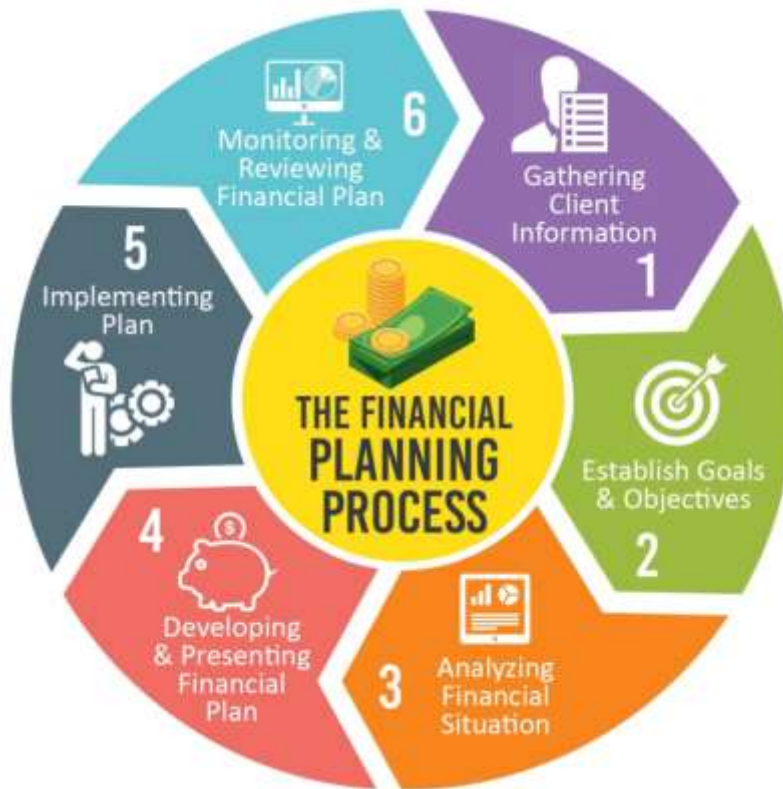 THE FINANCIAL
PLANNING
PROCESS
Gathering
Client
Information
1
Establish Goals
& Objectives
2
3
Analyzing
Financial
Situation
4
$
Developing
& Presenting
Financial
Plan
5
Implementing
Plan
6
Monitoring &
Reviewing
Financial Plan